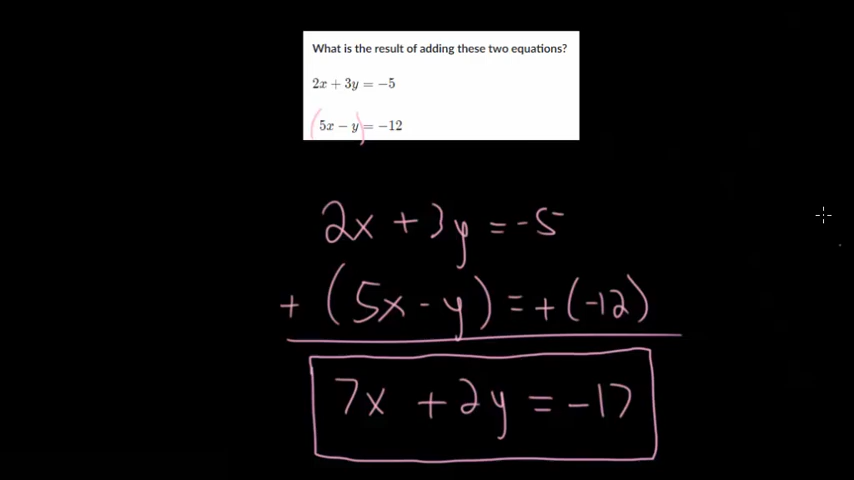 What is the result of adding these two equations?
2x + 3y = −5
5x − y = −12
2x + 3y = -5
+ (5x - y) = + (-12)
7x + 2y = -17